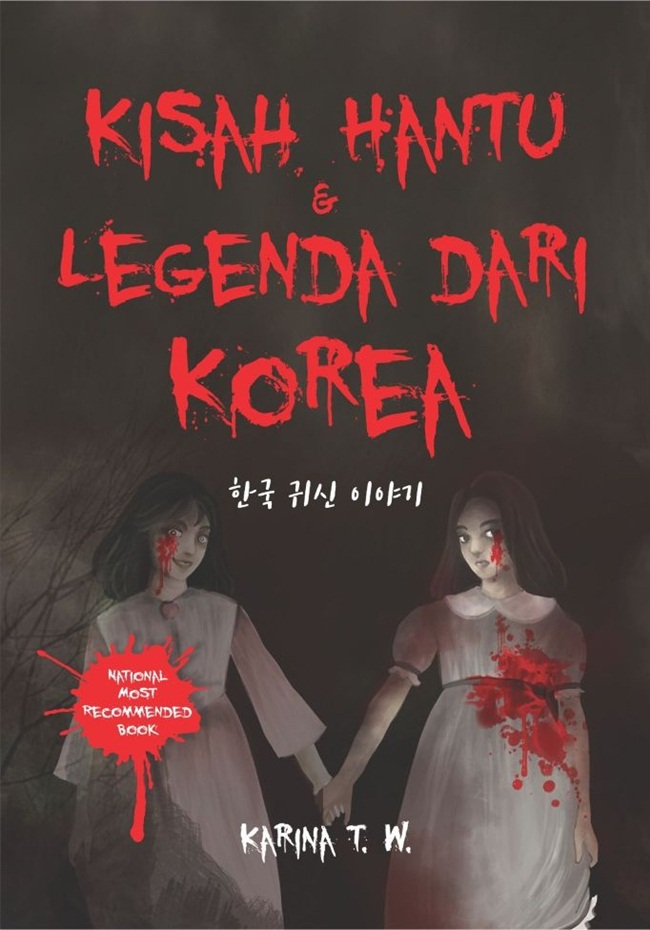 KISAH HANTU
&
LEGENDA DARI
KOREA
한국 귀신 이야기
NATIONAL
MOST
RECOMMENDED
BOOK
KARINA T. W.